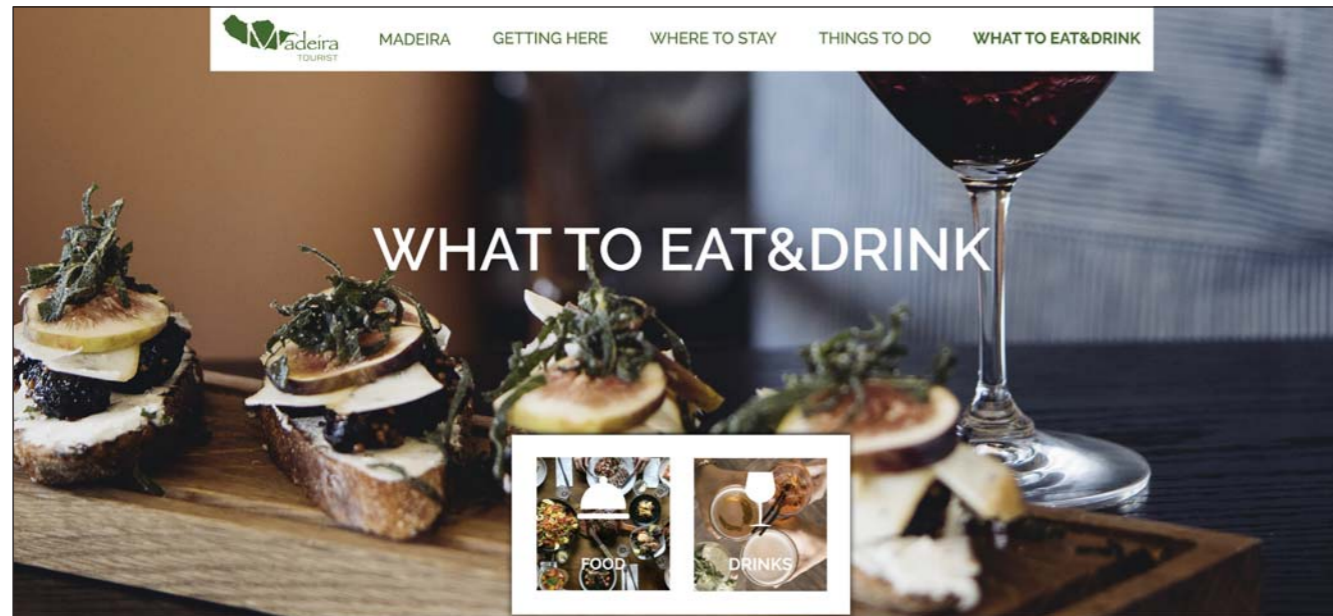 Madeira
TOURIST
MADEIRA
GETTING HERE
WHERE TO STAY
THINGS TO DO
WHAT TO EAT&DRINK
WHAT TO EAT&DRINK
FOOD
DRINKS